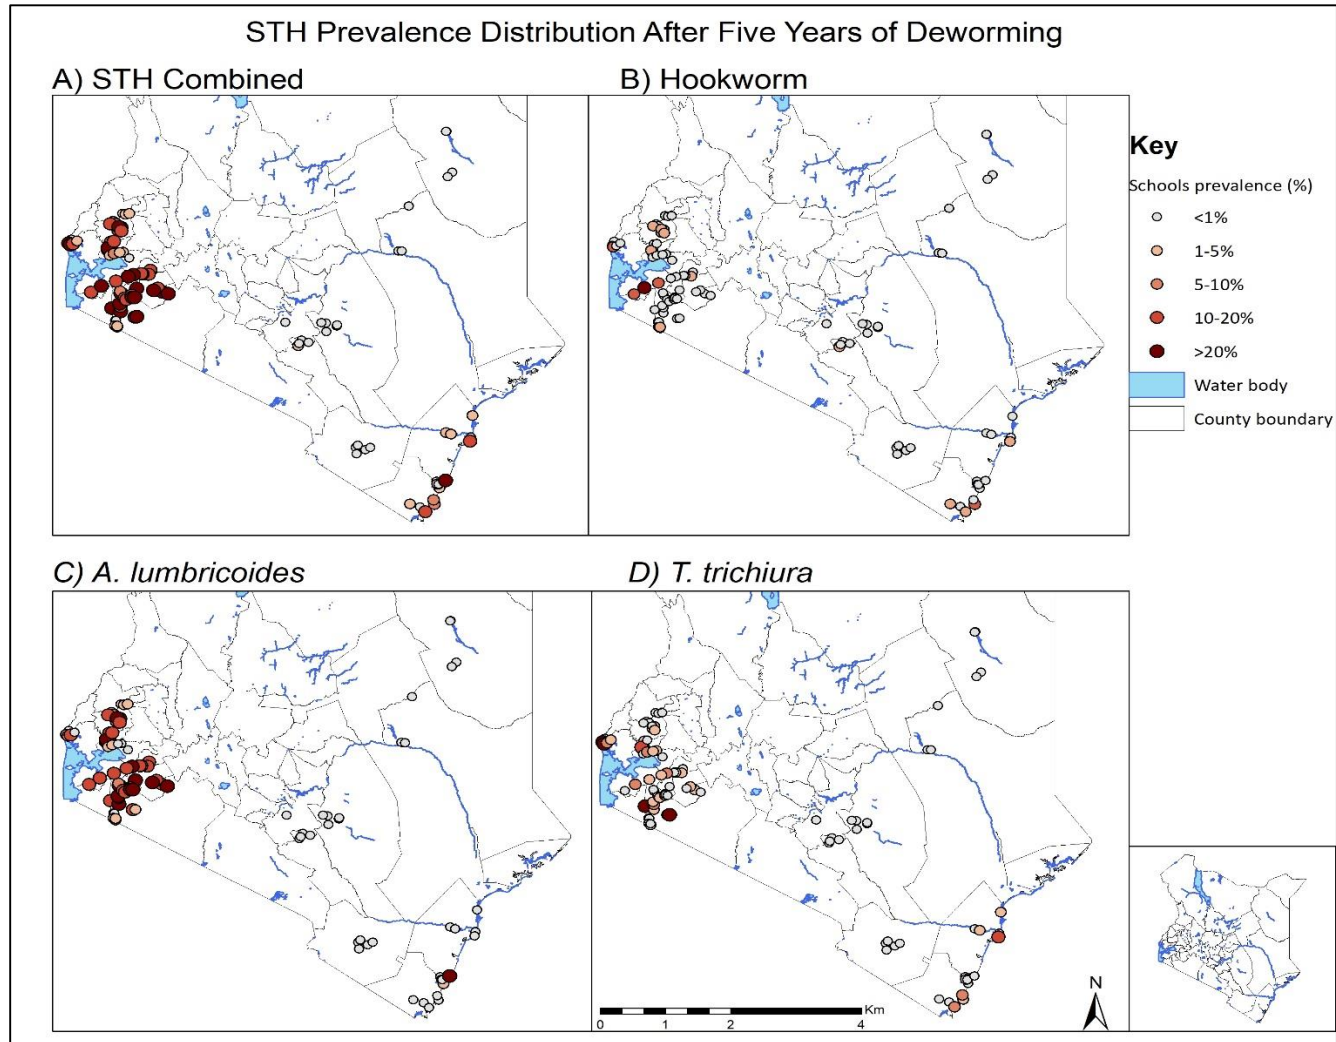 STH Prevalence Distribution After Five Years of Deworming
A) STH Combined
B) Hookworm
Key
Schools prevalence (%)
<1%
1-5%
5-10%
10-20%
>20%
Water body
County boundary
C) A. lumbricoides
D) T. trichiura
Km
0 1 2 4
N